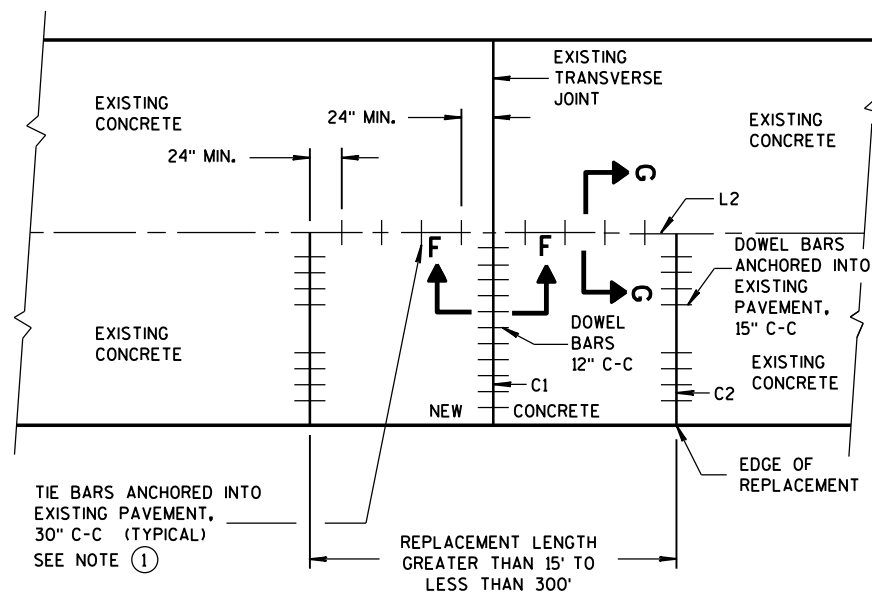 EXISTING
TRANSVERSE
JOINT
EXISTING
CONCRETE
24" MIN.
EXISTING
CONCRETE
24" MIN.
G
L2
F
F
DOWEL BARS
ANCHORED INTO
EXISTING
PAVEMENT,
15" C-C
G
EXISTING
CONCRETE
DOWEL
BARS
12" C-C
EXISTING
CONCRETE
C1
C2
NEW CONCRETE
EDGE OF
REPLACEMENT
TIE BARS ANCHORED INTO
EXISTING PAVEMENT,
30" C-C (TYPICAL)
SEE NOTE 1
REPLACEMENT LENGTH
GREATER THAN 15' TO
LESS THAN 300'